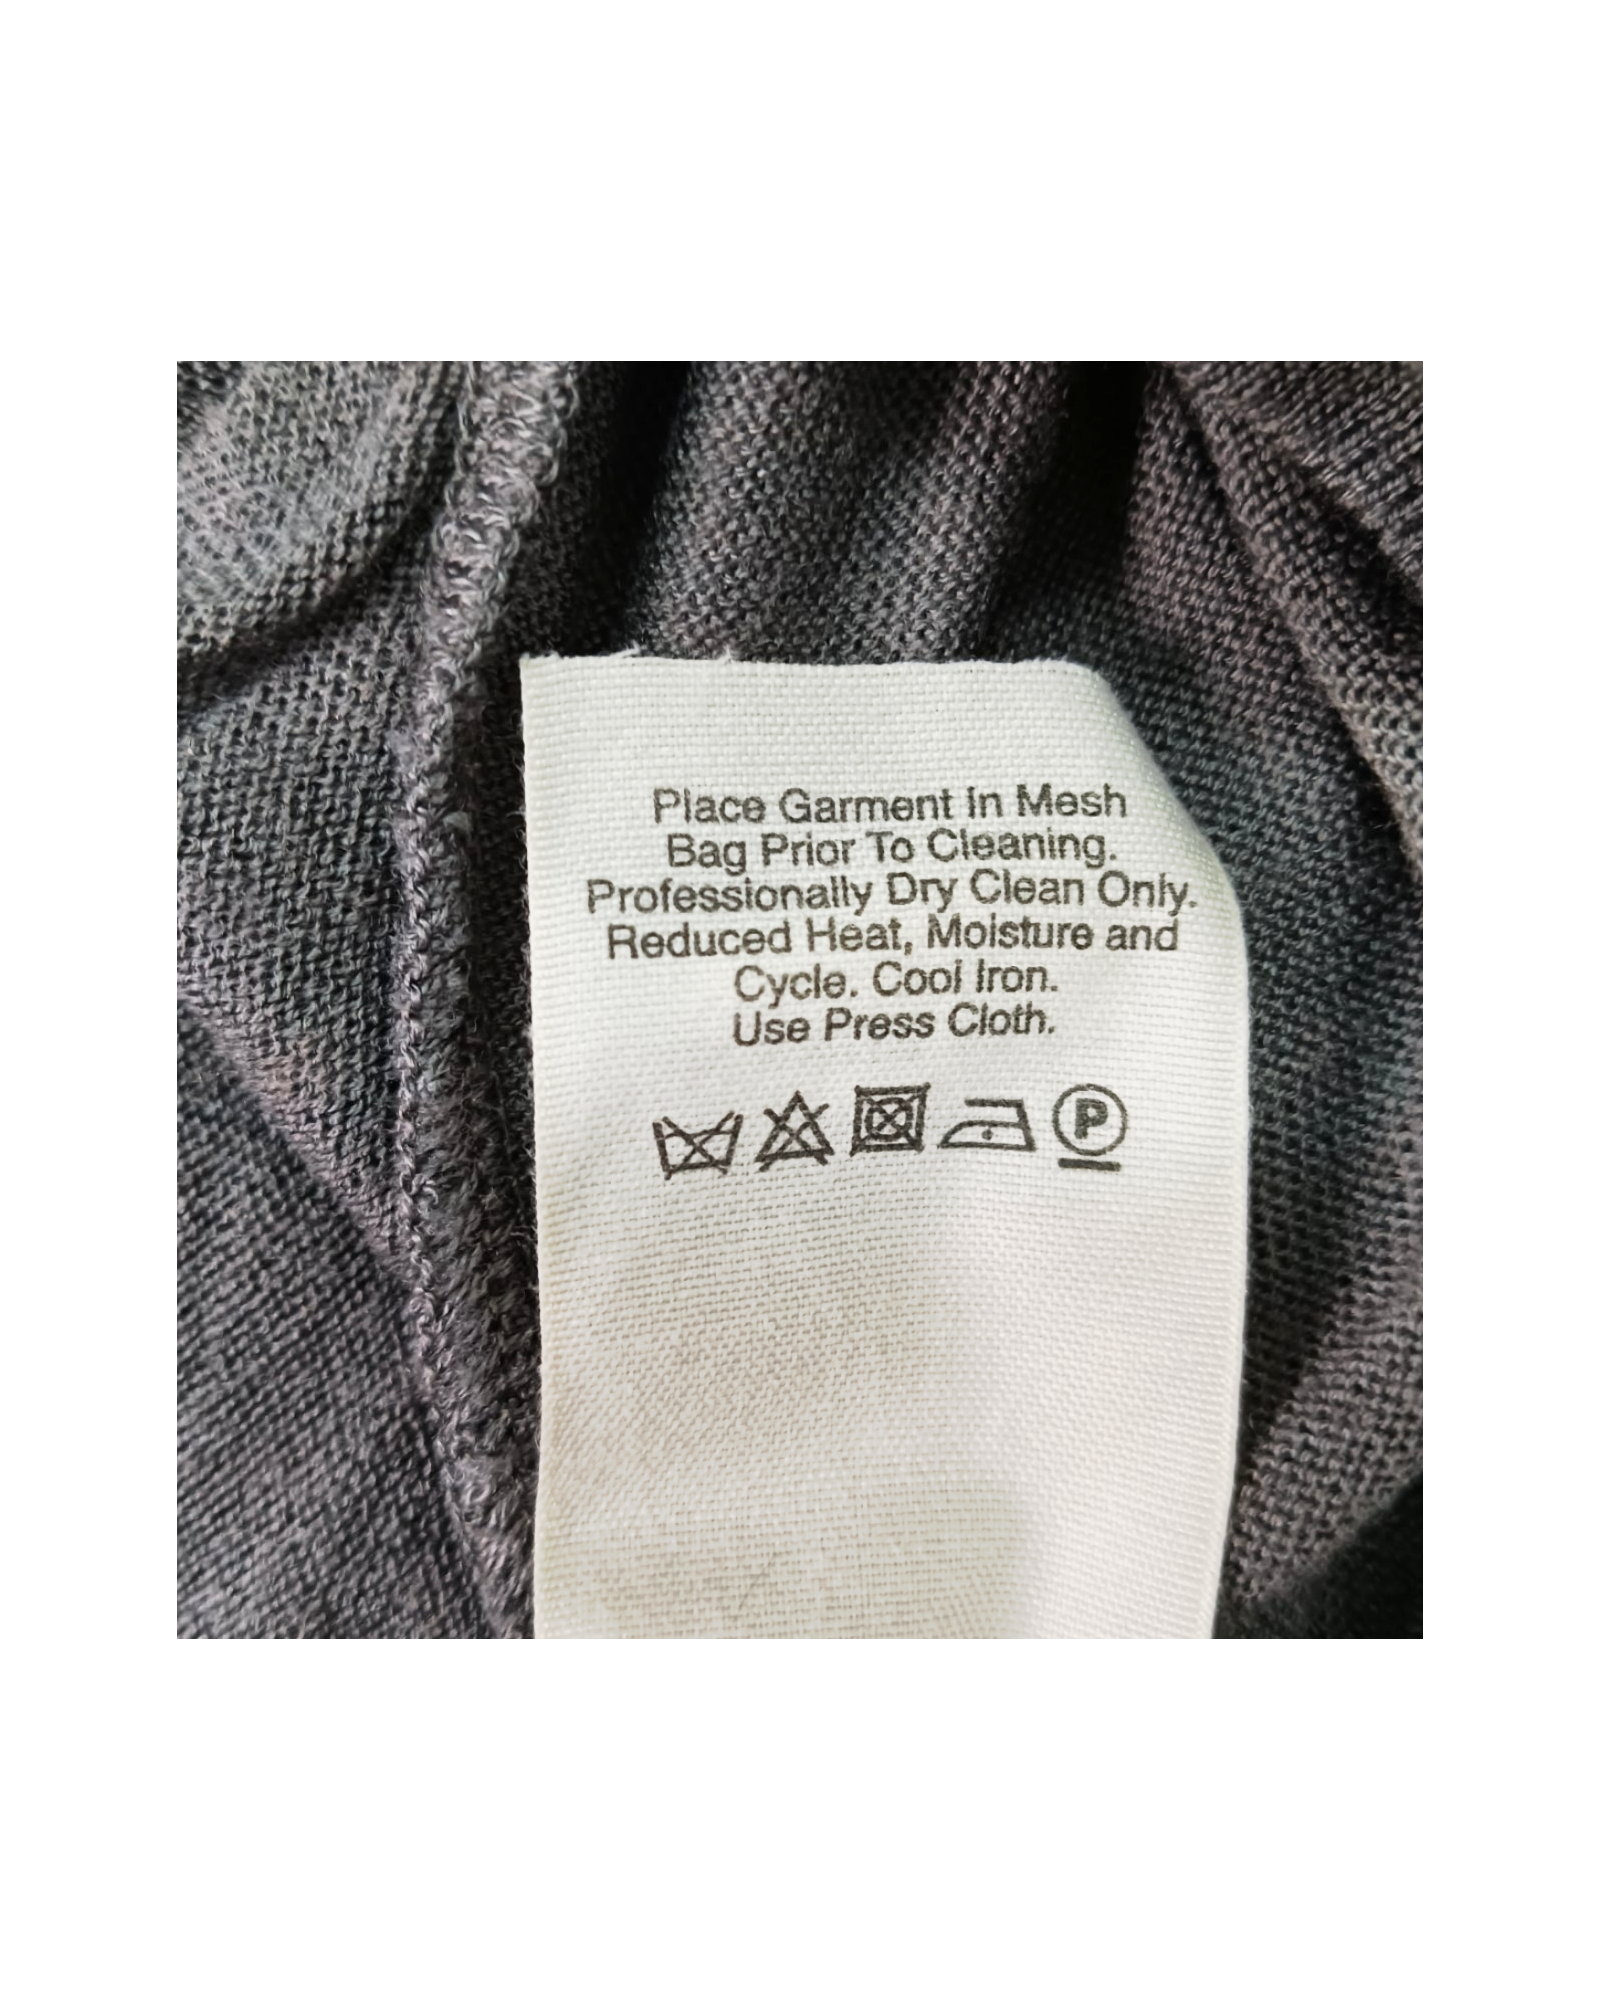 Place Garment In Mesh
Bag Prior To Cleaning.
Professionally Dry Clean Only.
Reduced Heat, Moisture and
Cycle. Cool Iron.
Use Press Cloth.
P